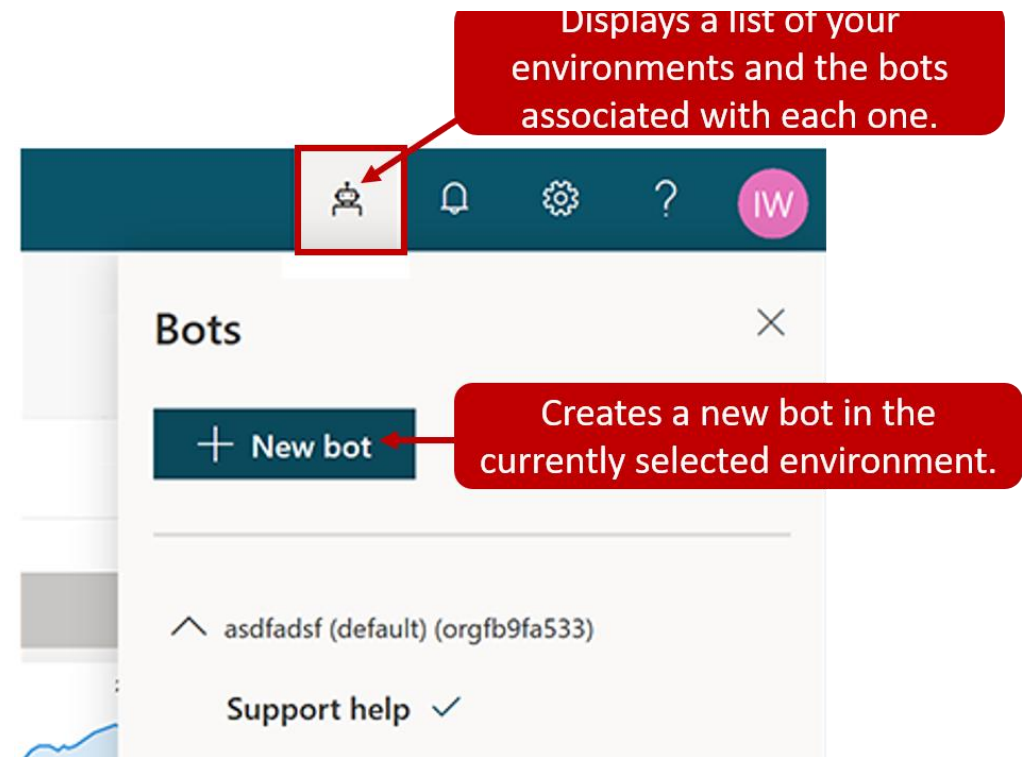 Displays a list of your
environments and the bots
associated with each one.
?
IW
Bots
+ New bot
Creates a new bot in the
currently selected environment.
asdfadsf (default) (orgfb9fa533)
Support help